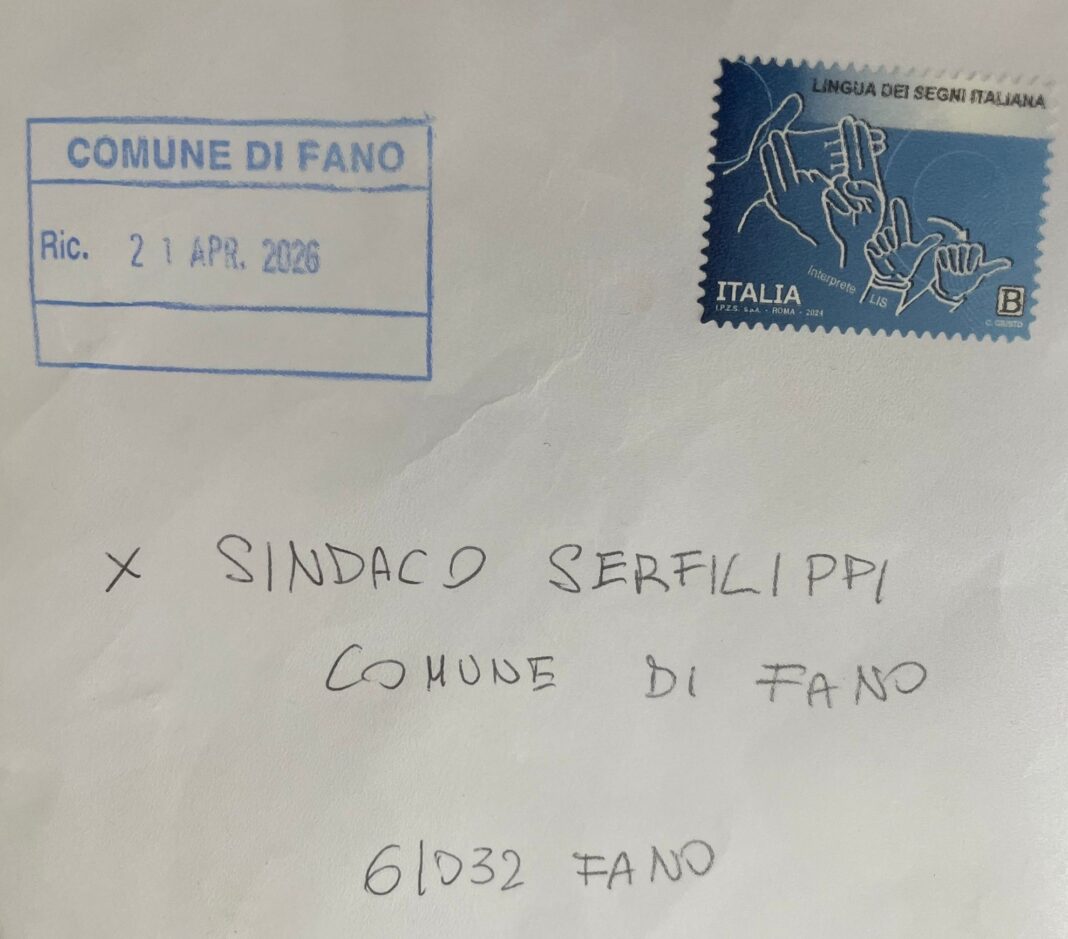 COMUNE DI FANO
Ric. 21 APR. 2026
LINGUA DEI SEGNI ITALIANA
Interprete LIS
ITALIA
B
I.P.Z.S. S.p.A. - ROMA - 2024
C. GIUSTO
X SINDACO SERFILIPPI
COMUNE DI FANO
61032 FANO